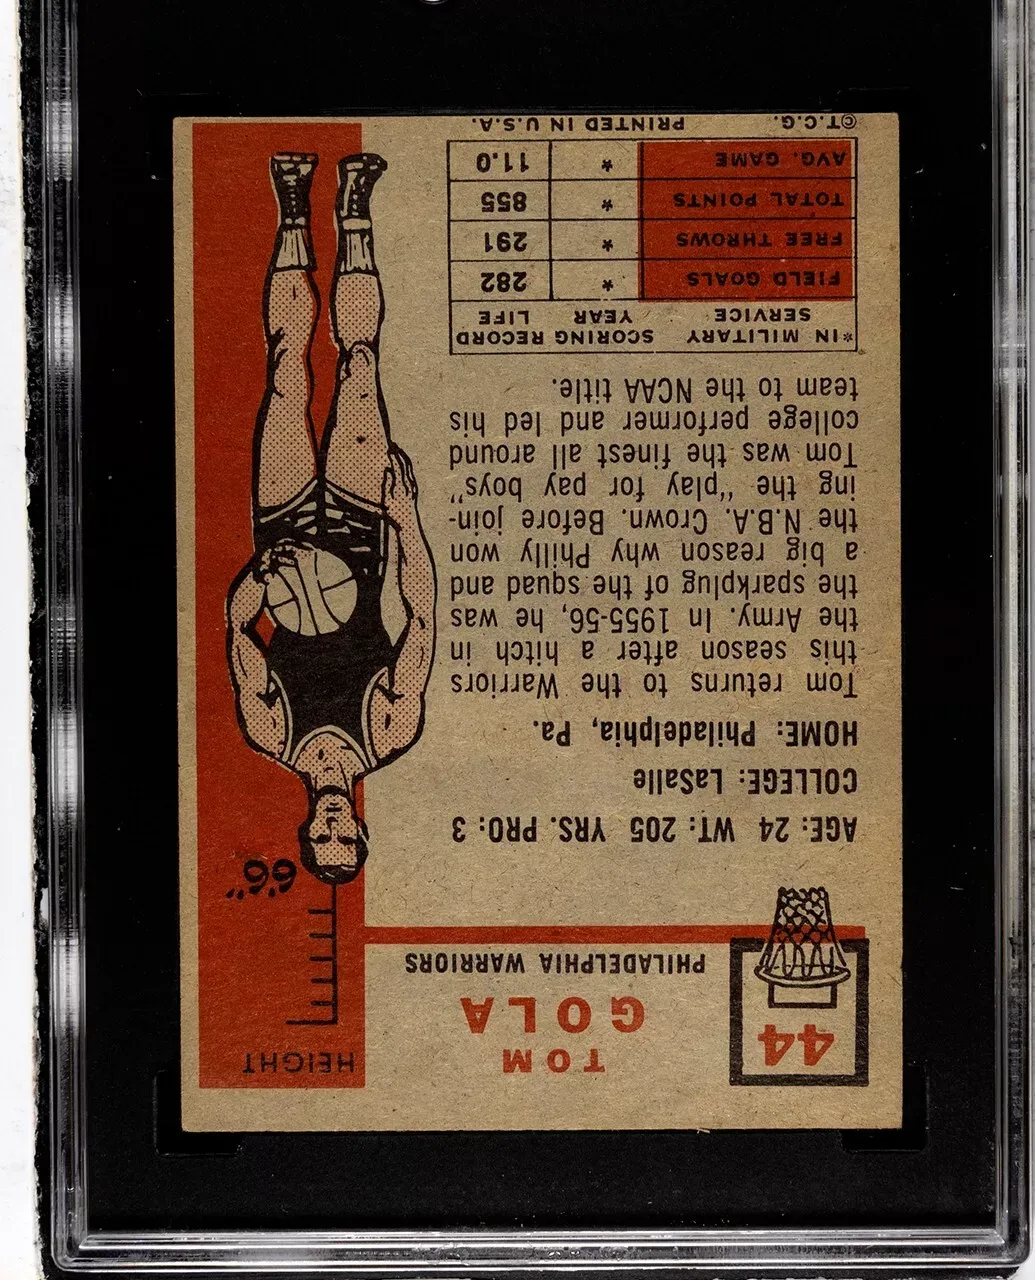 44
TOM
GOLA
PHILADELPHIA WARRIORS
HEIGHT
6'6"
AGE: 24 WT: 205 YRS. PRO: 3
COLLEGE: LaSalle
HOME: Philadelphia, Pa.
Tom returns to the Warriors
this season after a hitch in
the Army. In 1955-56, he was
the sparkplug of the squad and
a big reason why Philly won
the N.B.A. Crown. Before join-
ing the "play for pay boys"
Tom was the finest all around
college performer and led his
team to the NCAA title.
*IN MILITARY SERVICE SCORING RECORD YEAR LIFE
FIELD GOALS * 282
FREE THROWS * 291
TOTAL POINTS * 855
AVG. GAME * 11.0
©T.C.G. PRINTED IN U.S.A.